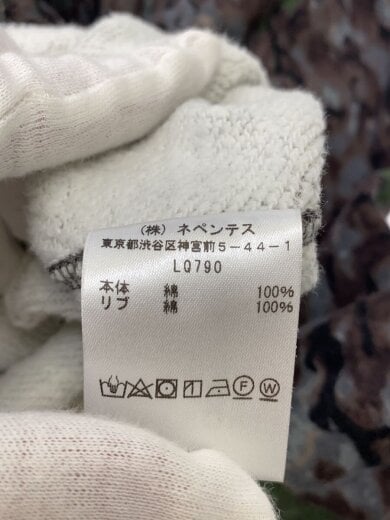 (株) ネペンテス
東京都渋谷区神宮前5-44-1
LQ790
本体 綿 100%
リブ 綿 100%